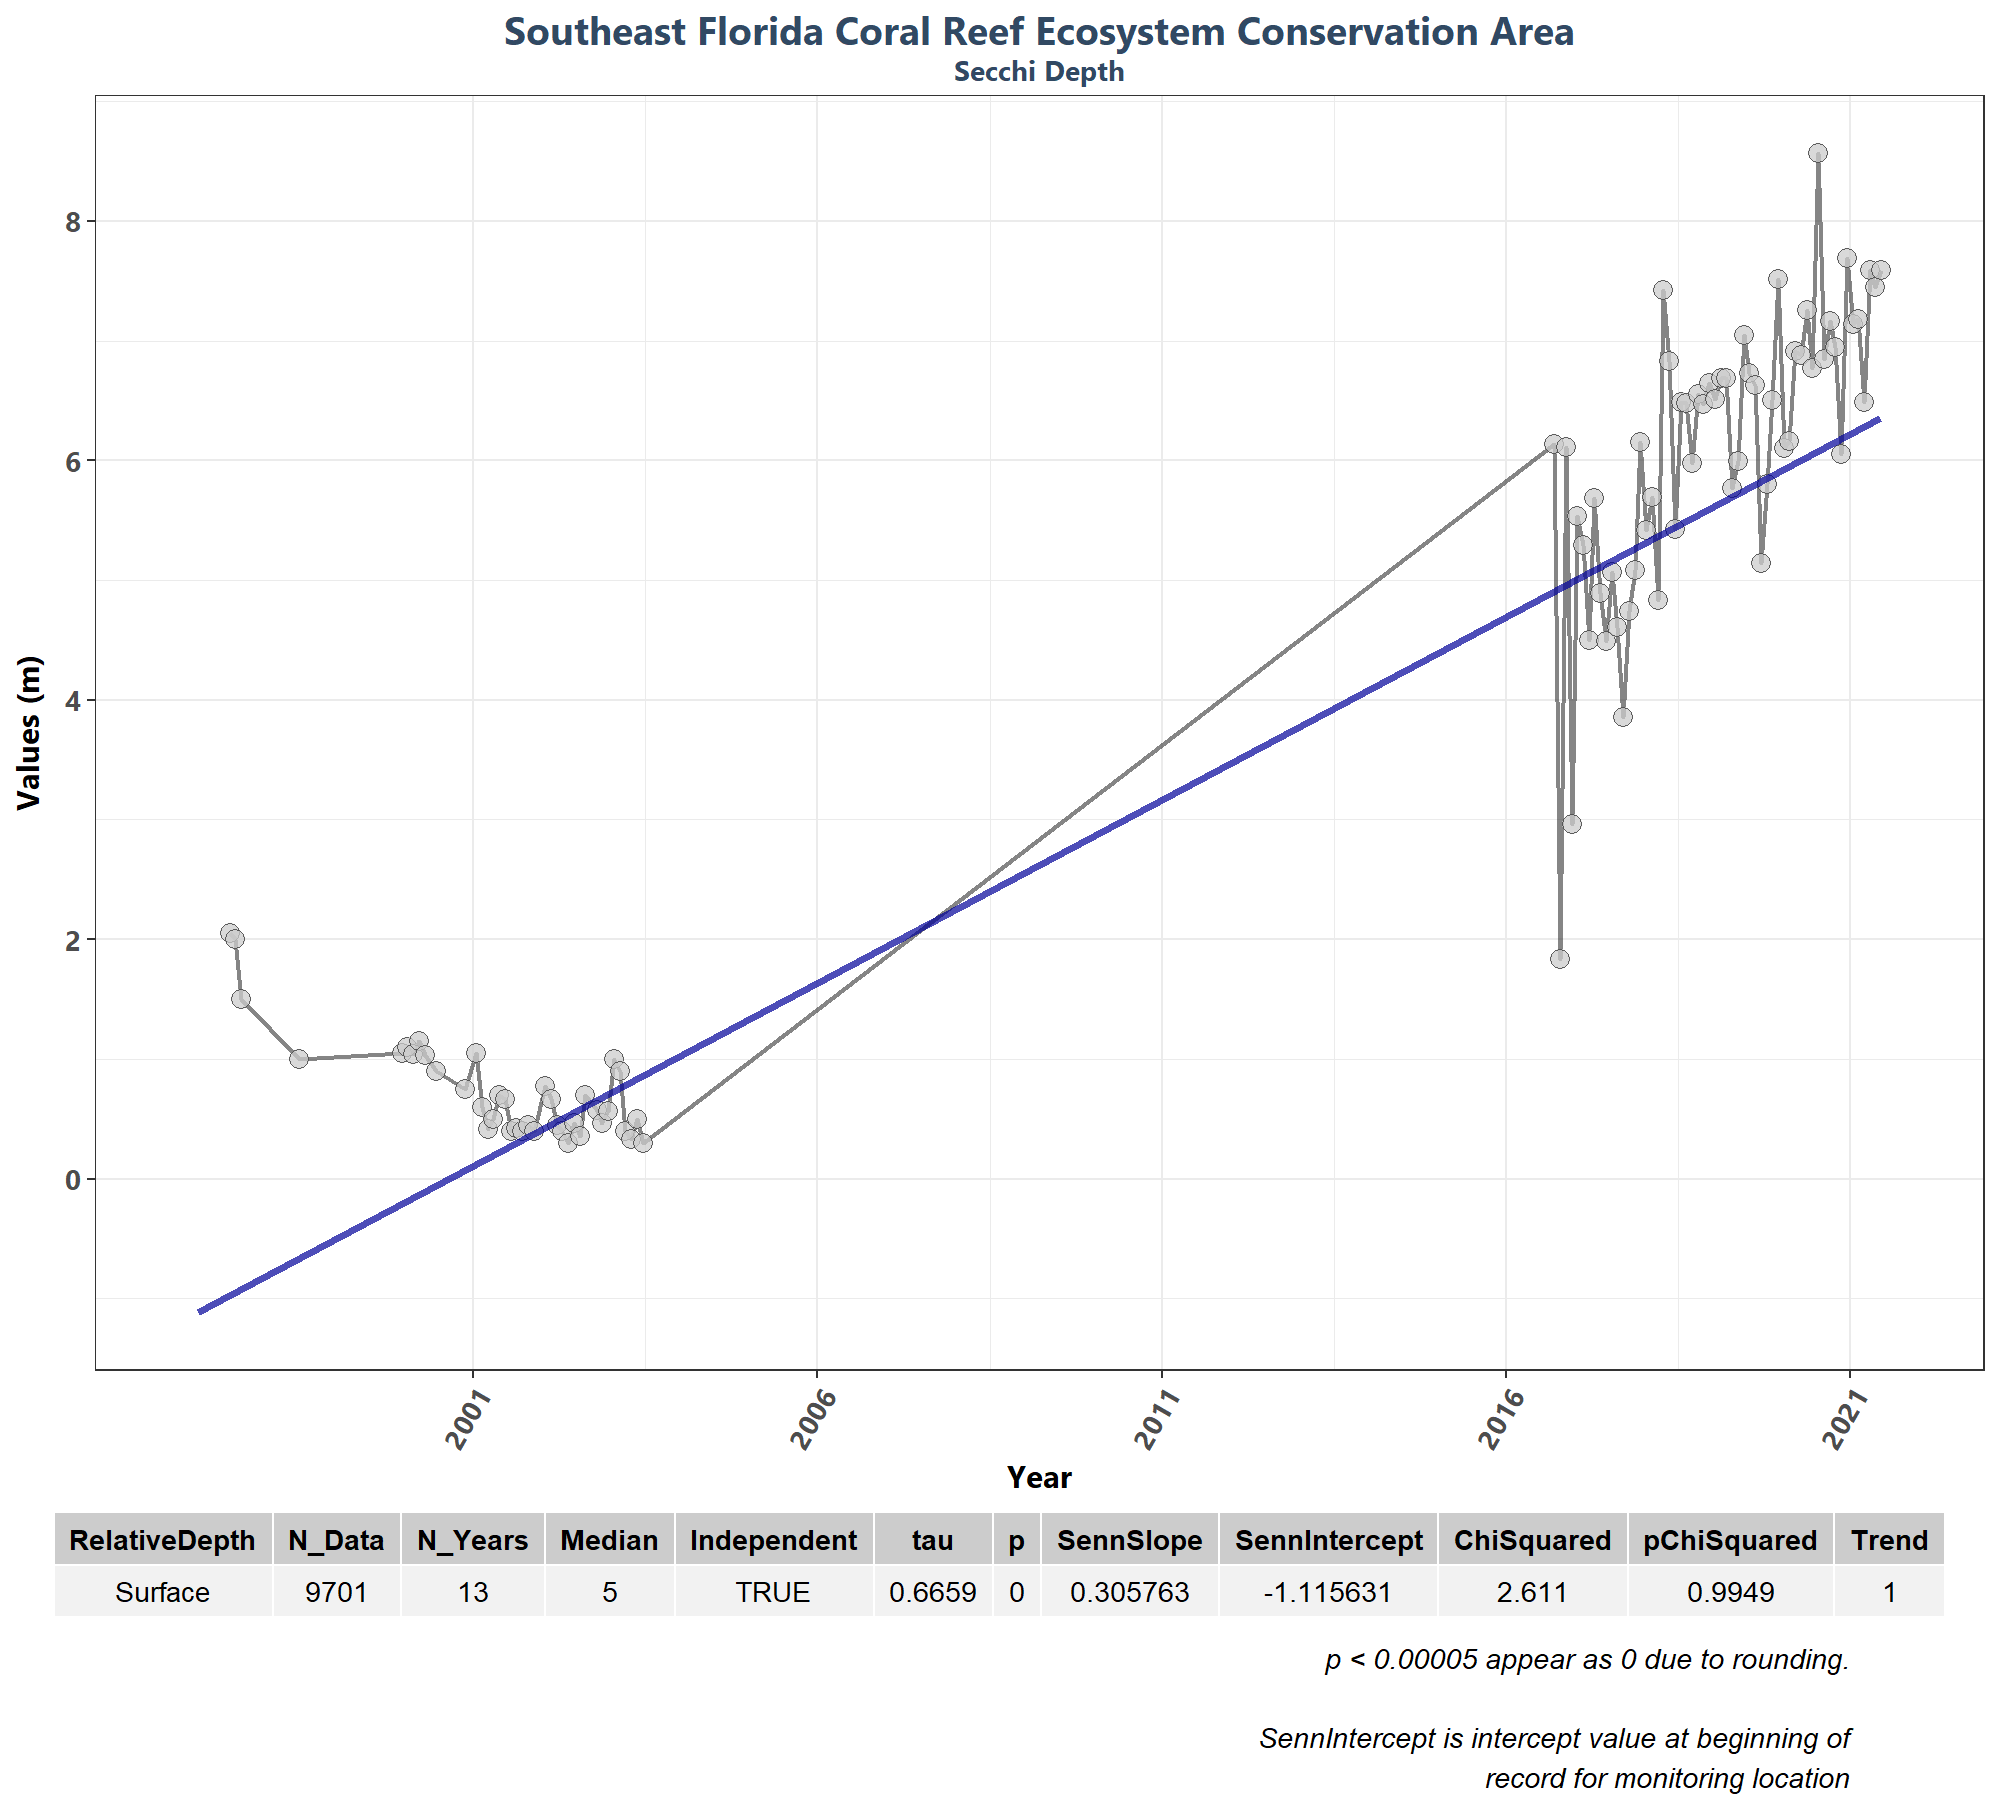 Southeast Florida Coral Reef Ecosystem Conservation Area
Secchi Depth
Values (m)
8
6
4
2
0
2001 2006 2011 2016 2021
Year
RelativeDepth N_Data N_Years Median Independent tau p SennSlope SennIntercept ChiSquared pChiSquared Trend
Surface 9701 13 5 TRUE 0.6659 0 0.305763 -1.115631 2.611 0.9949 1
p < 0.00005 appear as 0 due to rounding.
SennIntercept is intercept value at beginning of
record for monitoring location